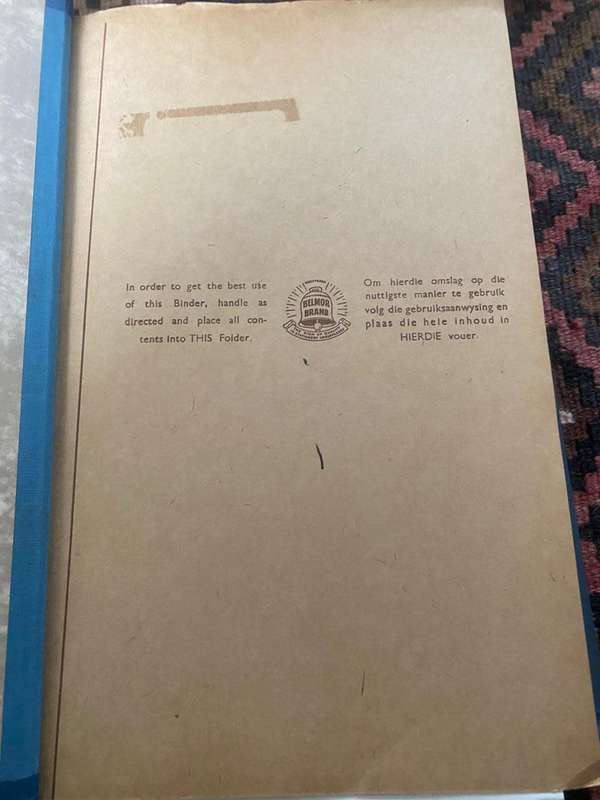 In order to get the best use
of this Binder, handle as
directed and place all con-
tents into THIS Folder.
BELMOR
BRAND
Om hierdie omslag op die
nuttigste manier te gebruik
volg die gebruiksaanwysing en
plaas die hele inhoud in
HIERDIE vouer.